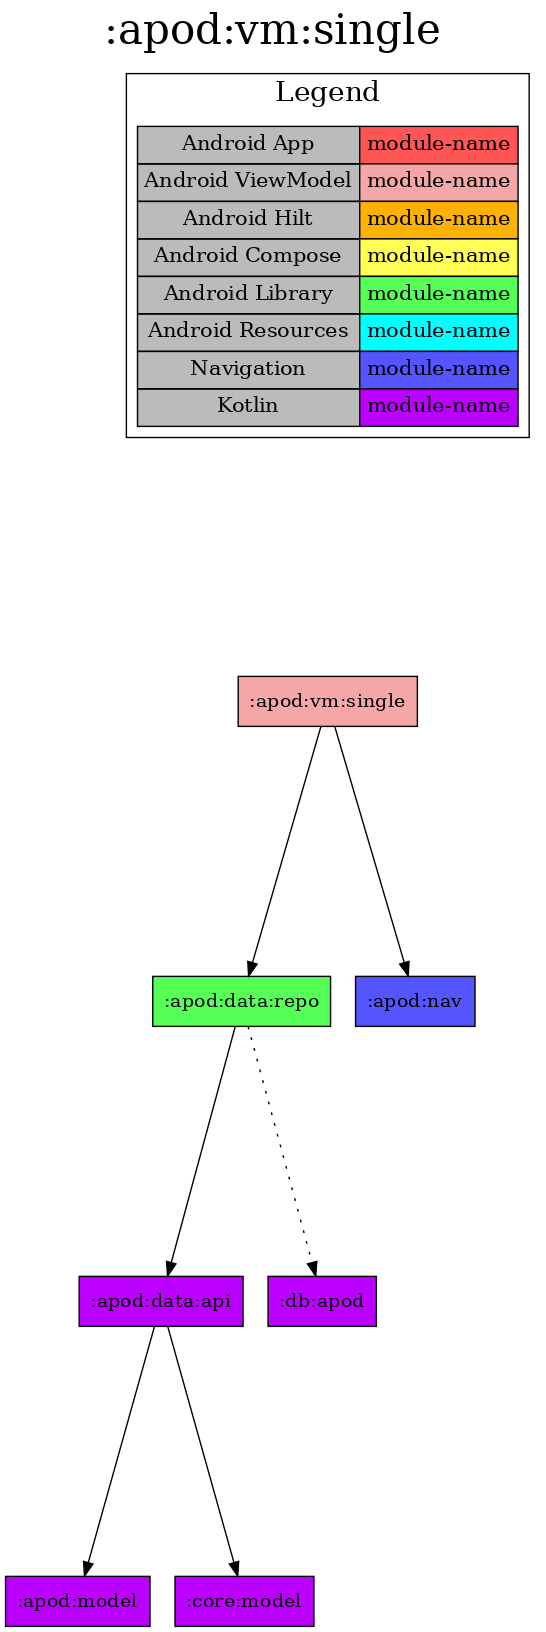 :apod:vm:single
Legend
Android App module-name
Android ViewModel module-name
Android Hilt module-name
Android Compose module-name
Android Library module-name
Android Resources module-name
Navigation module-name
Kotlin module-name
:apod:vm:single
:apod:data:repo :apod:nav
:apod:data:api :db:apod
:apod:model :core:model